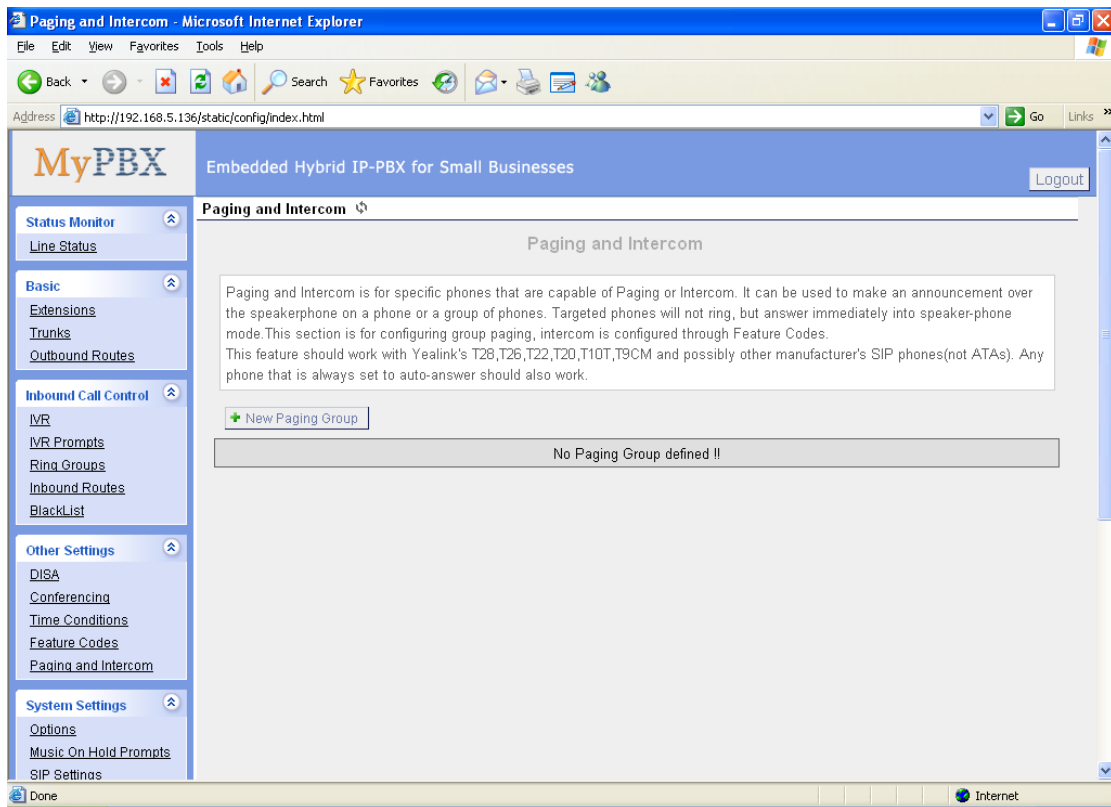 Paging and Intercom - Microsoft Internet Explorer
File Edit View Favorites Tools Help
Back Search Favorites
Address http://192.168.5.136/static/config/index.html Go Links »
MyPBX
Embedded Hybrid IP-PBX for Small Businesses
Logout
Status Monitor
Line Status
Basic
Extensions
Trunks
Outbound Routes
Inbound Call Control
IVR
IVR Prompts
Ring Groups
Inbound Routes
BlackList
Other Settings
DISA
Conferencing
Time Conditions
Feature Codes
Paging and Intercom
System Settings
Options
Music On Hold Prompts
SIP Settings
Paging and Intercom
Paging and Intercom
Paging and Intercom is for specific phones that are capable of Paging or Intercom. It can be used to make an announcement over
the speakerphone on a phone or a group of phones. Targeted phones will not ring, but answer immediately into speaker-phone
mode.This section is for configuring group paging, intercom is configured through Feature Codes.
This feature should work with Yealink's T28,T26,T22,T20,T10T,T9CM and possibly other manufacturer's SIP phones(not ATAs). Any
phone that is always set to auto-answer should also work.
New Paging Group
No Paging Group defined !!
Done Internet